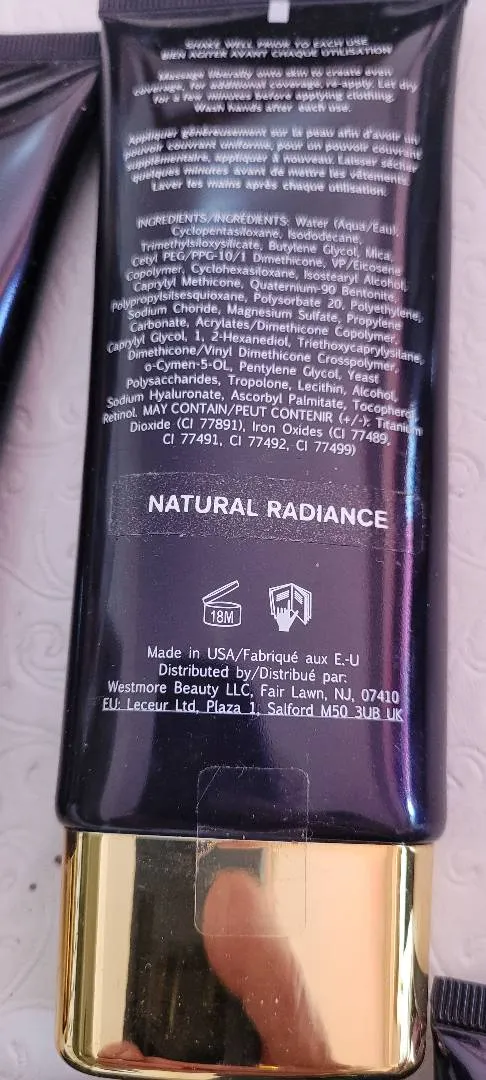 SHAKE WELL PRIOR TO EACH USE
BIEN AGITER AVANT CHAQUE UTILISATION
Massage liberally onto skin to create even
coverage, for additional coverage, re-apply. Let dry
for a few minutes before applying clothing.
Wash hands after each use.
Appliquer généreusement sur la peau afin d'avoir un
pouvoir couvrant uniforme, pour un pouvoir couvrant
supplémentaire, appliquer à nouveau. Laisser sécher
quelques minutes avant de mettre les vêtements.
Laver les mains après chaque utilisation.
INGREDIENTS/INGRÉDIENTS: Water (Aqua/Eau),
Cyclopentasiloxane, Isododecane,
Trimethylsiloxysilicate, Butylene Glycol, Mica,
Cetyl PEG/PPG-10/1 Dimethicone, VP/Eicosene
Copolymer, Cyclohexasiloxane, Isostearyl Alcohol,
Caprylyl Methicone, Quaternium-90 Bentonite,
Polypropylsilsesquioxane, Polysorbate 20, Polyethylene,
Sodium Choride, Magnesium Sulfate, Propylene
Carbonate, Acrylates/Dimethicone Copolymer,
Caprylyl Glycol, 1, 2-Hexanediol, Triethoxycaprylysilane,
Dimethicone/Vinyl Dimethicone Crosspolymer,
o-Cymen-5-OL, Pentylene Glycol, Yeast
Polysaccharides, Tropolone, Lecithin, Alcohol,
Sodium Hyaluronate, Ascorbyl Palmitate, Tocopherol,
Retinol. MAY CONTAIN/PEUT CONTENIR (+/-): Titanium
Dioxide (CI 77891), Iron Oxides (CI 77489,
CI 77491, CI 77492, CI 77499)
NATURAL RADIANCE
18M
Made in USA/Fabriqué aux E.-U
Distributed by/Distribué par:
Westmore Beauty LLC, Fair Lawn, NJ, 07410
EU: Leceur Ltd, Plaza 1, Salford M50 3UB UK